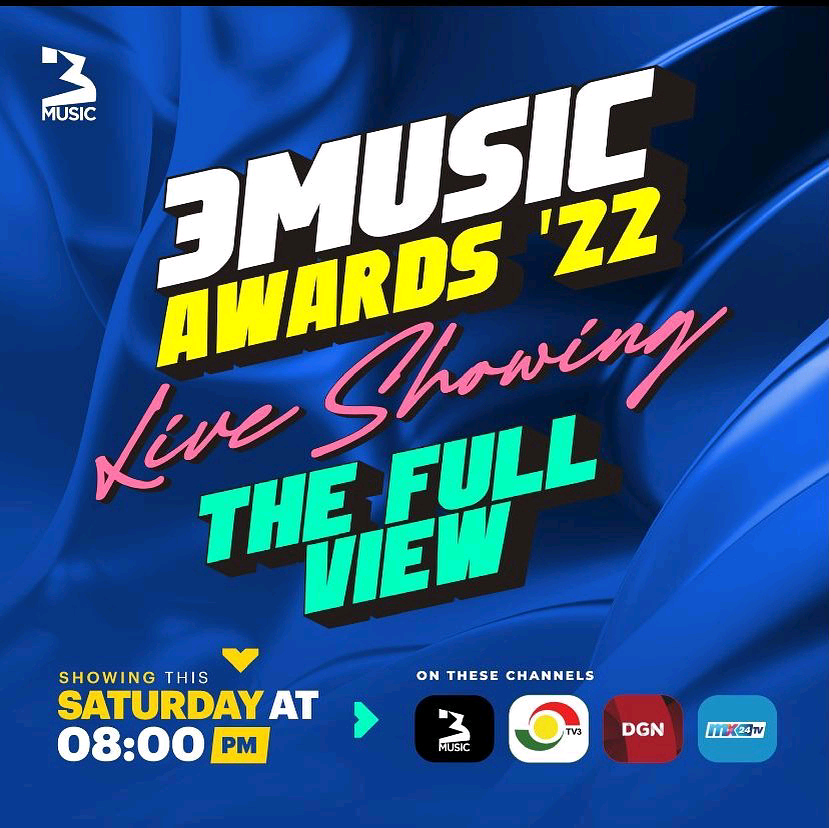 3
MUSIC
3MUSIC
AWARDS '22
Live Showing
THE FULL
VIEW
SHOWING THIS
SATURDAY AT
08:00 PM
ON THESE CHANNELS
3
MUSIC
TV3
DGN
mx24TV